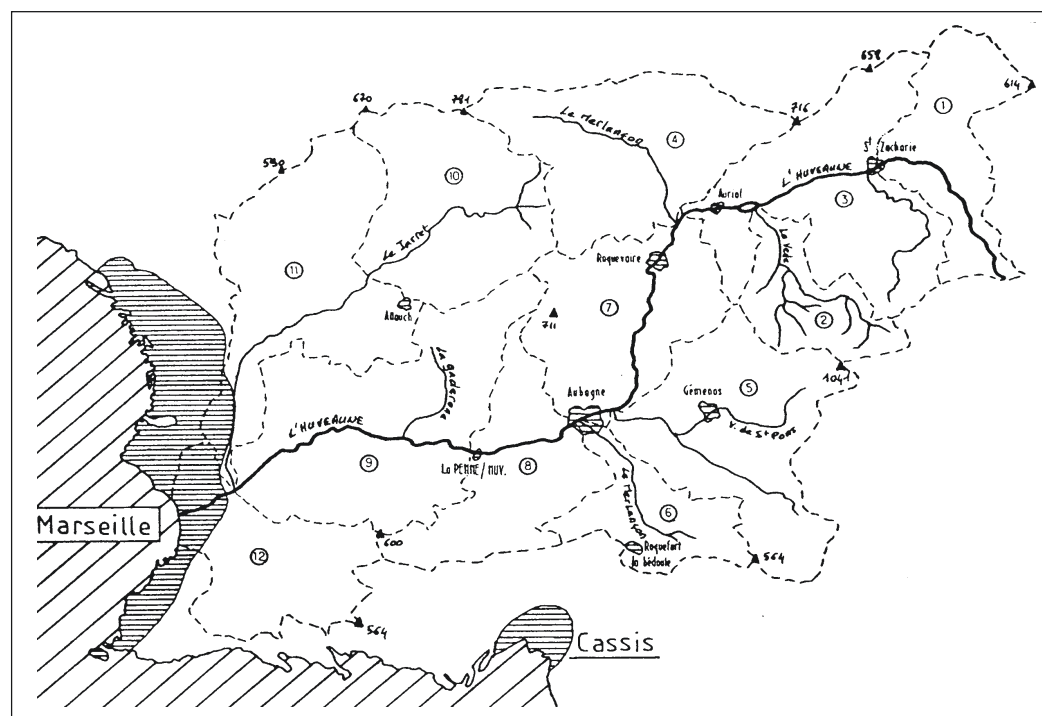 658
614
①
670
781
716
Le Merlançon
④
St Zacharie
590
L'HUVEAUNE
⑩
Auriol
③
Le Jarret
La Vède
Roquevaire
⑪
⑦
Allauch
②
711
1041
⑤
Gémenos
Aubagne
V. de St PONS
L'HUVEAUNE
La PENNE/HUV.
⑨
⑧
Le Merlançon
⑥
Marseille
600
Roquefort
la bédoule
564
⑫
564
Cassis